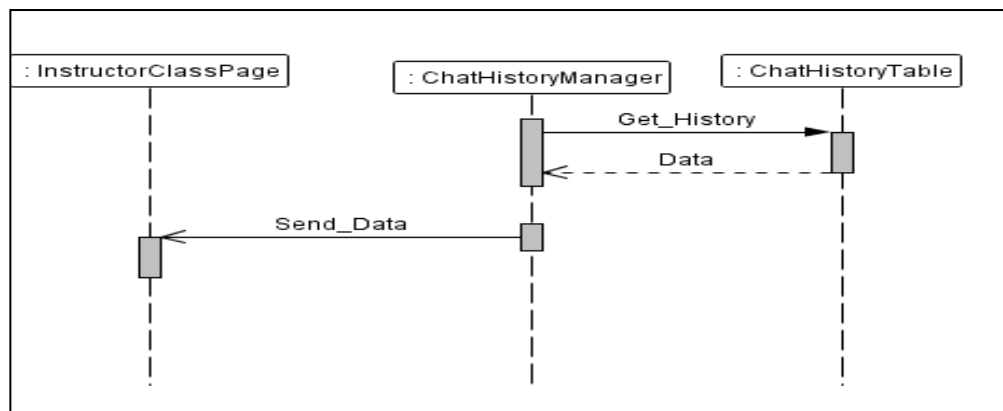 : InstructorClassPage
: ChatHistoryManager
: ChatHistoryTable
Get_History
Data
Send_Data